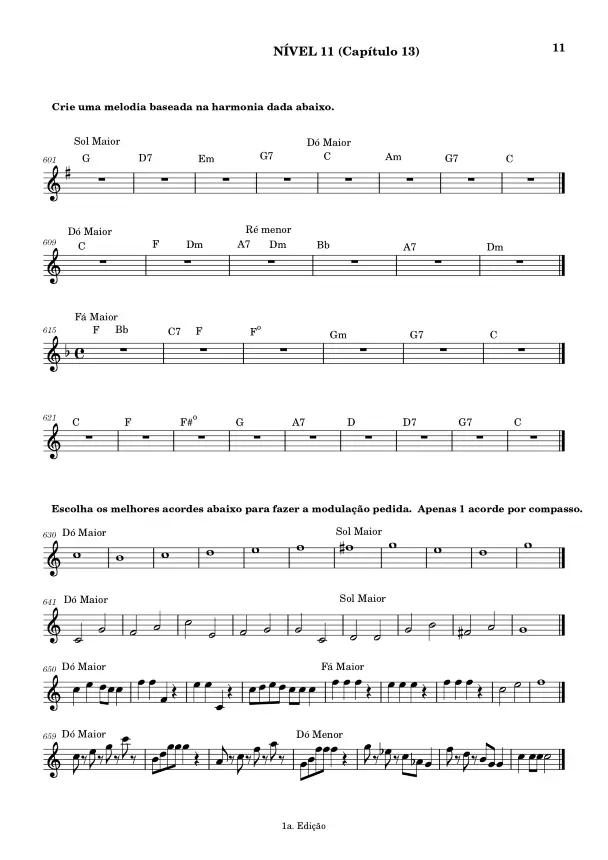 NÍVEL 11 (Capítulo 13)
11
Crie uma melodia baseada na harmonia dada abaixo.
Sol Maior Dó Maior
601 G D7 Em G7 C Am G7 C
Dó Maior Ré menor
609 C F Dm A7 Dm Bb A7 Dm
Fá Maior
615 F Bb C7 F Fº Gm G7 C
621 C F F#º G A7 D D7 G7 C
Escolha os melhores acordes abaixo para fazer a modulação pedida. Apenas 1 acorde por compasso.
630 Dó Maior Sol Maior
641 Dó Maior Sol Maior
650 Dó Maior Fá Maior
659 Dó Maior Dó Menor
1a. Edição